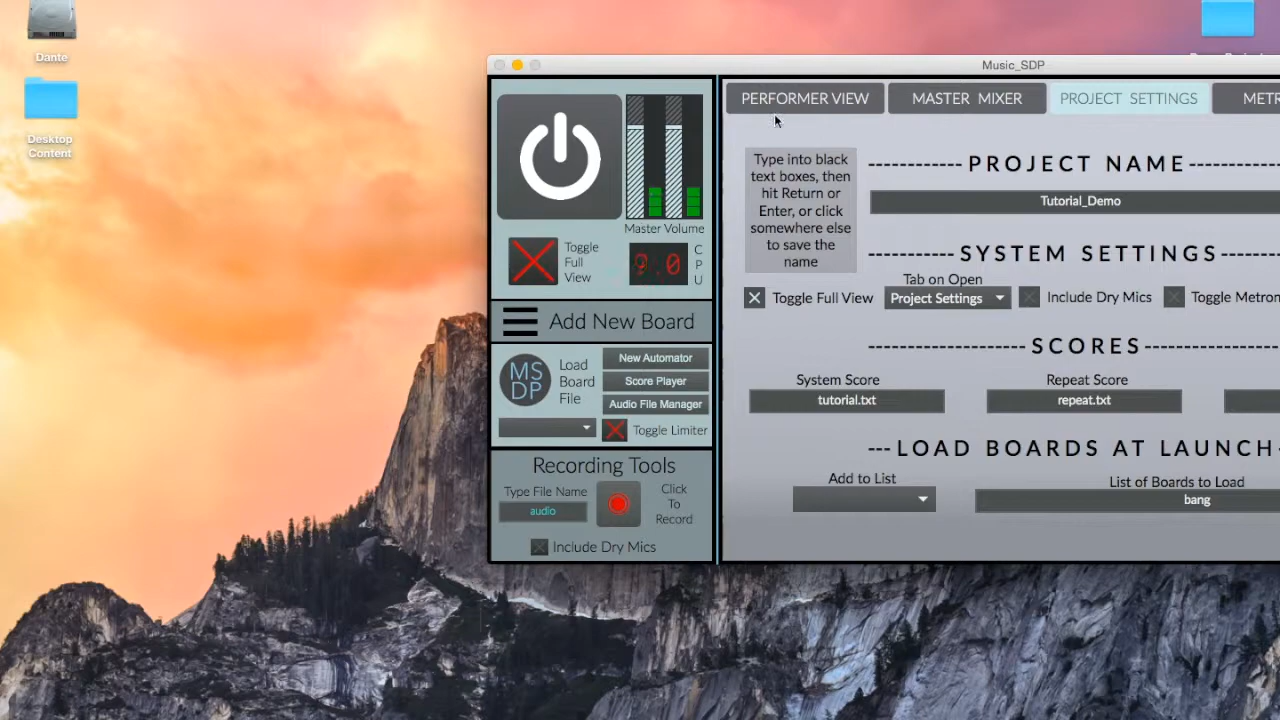 Dante
Desktop
Content
Music_SDP
PERFORMER VIEW
MASTER MIXER
PROJECT SETTINGS
METR
Type into black
text boxes, then
hit Return or
Enter, or click
somewhere else
to save the
name
PROJECT NAME
Tutorial_Demo
SYSTEM SETTINGS
Tab on Open
Toggle Full View
Project Settings
Include Dry Mics
Toggle Metron
SCORES
System Score
tutorial.txt
Repeat Score
repeat.txt
LOAD BOARDS AT LAUNCH
Add to List
List of Boards to Load
bang
Master Volume
Toggle
Full
View
CPU
Add New Board
MS
DP
Load
Board
File
New Automator
Score Player
Audio File Manager
Toggle Limiter
Recording Tools
Type File Name
audio
Click
To
Record
Include Dry Mics